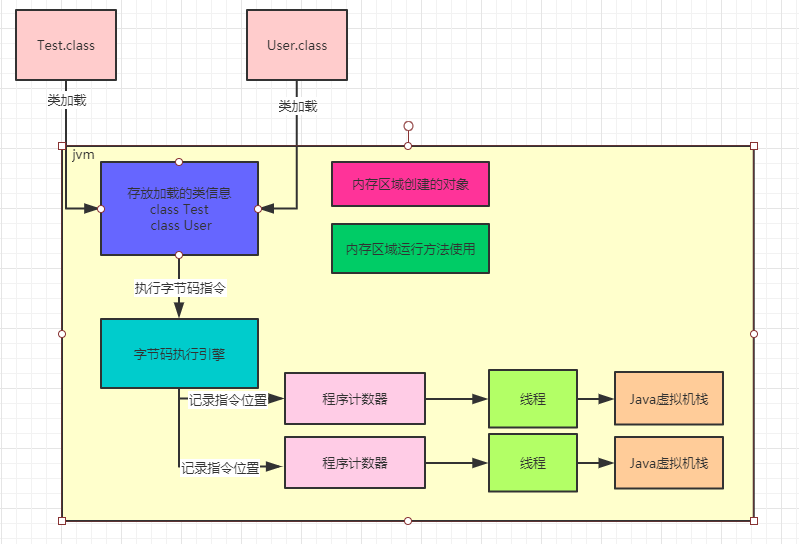 Test.class
User.class
类加载
类加载
jvm
存放加载的类信息
class Test
class User
内存区域创建的对象
内存区域运行方法使用
执行字节码指令
字节码执行引擎
记录指令位置
程序计数器
线程
Java虚拟机栈
记录指令位置
程序计数器
线程
Java虚拟机栈